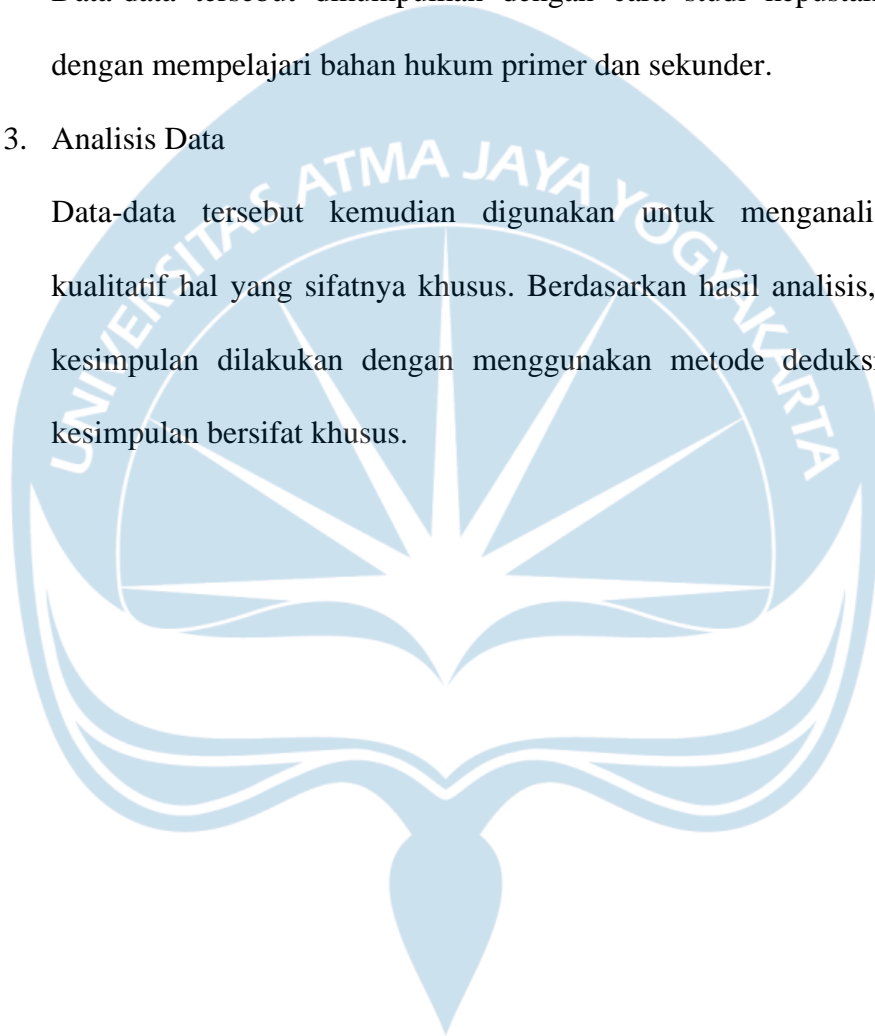 dengan mempelajari bahan hukum primer dan sekunder.
3. Analisis Data
UNIVERSITAS ATMA JAYA YOGYAKARTA
Data-data tersebut kemudian digunakan untuk menganali
kualitatif hal yang sifatnya khusus. Berdasarkan hasil analisis,
kesimpulan dilakukan dengan menggunakan metode deduksi
kesimpulan bersifat khusus.